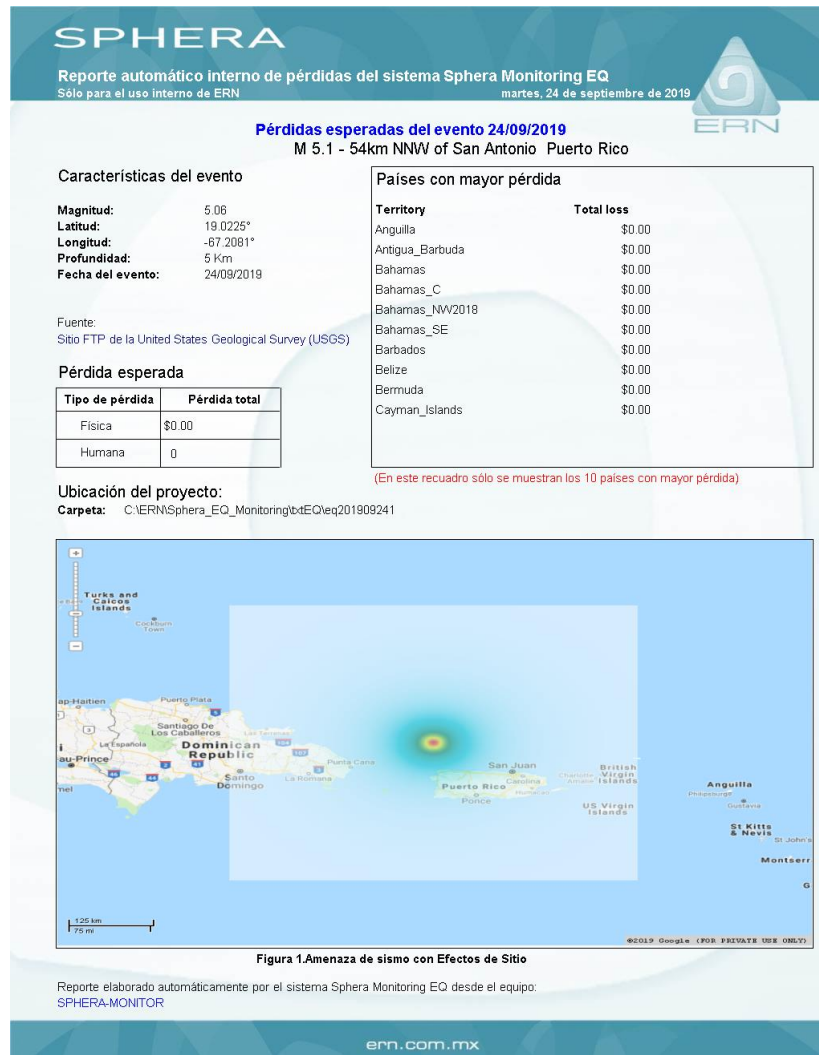 SPHERA
Reporte automático interno de pérdidas del sistema Sphera Monitoring EQ
Sólo para el uso interno de ERN
martes, 24 de septiembre de 2019
ERN
Pérdidas esperadas del evento 24/09/2019
M 5.1 - 54km NNW of San Antonio Puerto Rico
Características del evento
Magnitud: 5.06
Latitud: 19.0225°
Longitud: -67.2081°
Profundidad: 5 Km
Fecha del evento: 24/09/2019
Fuente:
Sitio FTP de la United States Geological Survey (USGS)
Pérdida esperada
Tipo de pérdida Pérdida total
Física $0.00
Humana 0
Países con mayor pérdida
Territory Total loss
Anguilla $0.00
Antigua_Barbuda $0.00
Bahamas $0.00
Bahamas_C $0.00
Bahamas_NW2018 $0.00
Bahamas_SE $0.00
Barbados $0.00
Belize $0.00
Bermuda $0.00
Cayman_Islands $0.00
(En este recuadro sólo se muestran los 10 países con mayor pérdida)
Ubicación del proyecto:
Carpeta: C:\ERN\Sphera_EQ_Monitoring\txtEQ\eq201909241
Turks and
Caicos
Islands
Cockburn
Town
ap-Haitien
Puerto Plata
Santiago De
Los Caballeros
La Española
Dominican
Republic
au-Prince
Santo
Domingo
La Romana
Punta Cana
San Juan
Carolina
Puerto Rico
Humacao
Ponce
Charlotte
Amalie
British
Virgin
Islands
US Virgin
Islands
Anguilla
Philipsburg
Gustavia
St Kitts
& Nevis
St John's
Montserr
G
125 km
75 mi
©2019 Google (FOR PRIVATE USE ONLY)
Figura 1.Amenaza de sismo con Efectos de Sitio
Reporte elaborado automáticamente por el sistema Sphera Monitoring EQ desde el equipo:
SPHERA-MONITOR
ern.com.mx